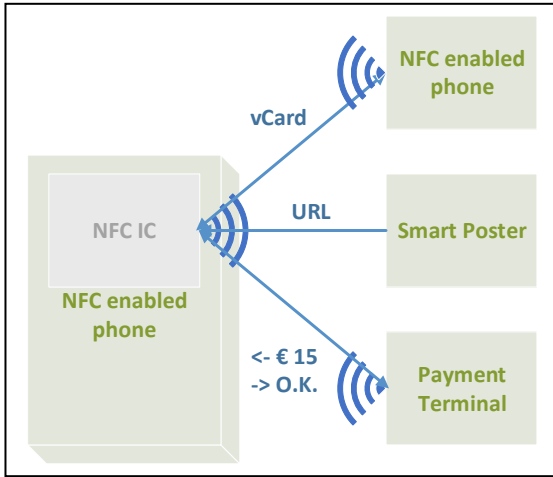 NFC enabled
phone
vCard
NFC IC
URL
Smart Poster
NFC enabled
phone
<- € 15
-> O.K.
Payment
Terminal